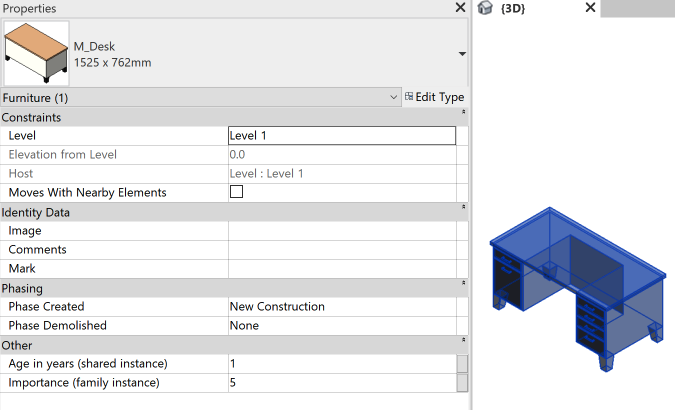 Properties
{3D}
M_Desk
1525 x 762mm
Furniture (1)
Edit Type
Constraints
Level Level 1
Elevation from Level 0.0
Host Level : Level 1
Moves With Nearby Elements
Identity Data
Image
Comments
Mark
Phasing
Phase Created New Construction
Phase Demolished None
Other
Age in years (shared instance) 1
Importance (family instance) 5